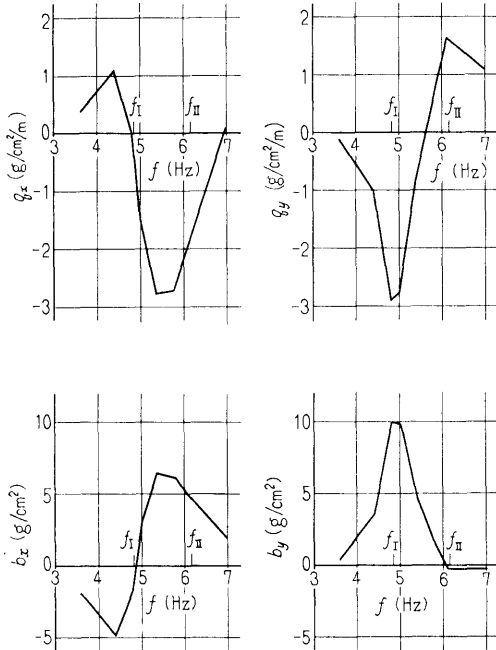 2 2
q_x (g/cm²/m) q_y (g/cm²/m)
1 1
f_I f_II f_I f_II
0 0
3 4 5 6 7 3 4 5 6 7
f (Hz) f (Hz)
-1 -1
-2 -2
-3 -3
10 10
b_x (g/cm²) b_y (g/cm²)
5 5
f_I f_II f_I f_II
0 0
3 4 5 6 7 3 4 5 6 7
f (Hz) f (Hz)
-5 -5